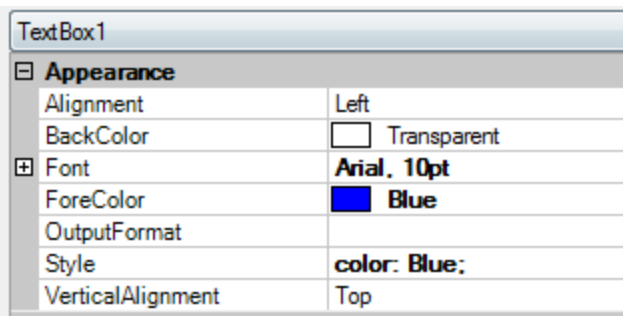 TextBox1
Appearance
Alignment Left
BackColor Transparent
Font Arial, 10pt
ForeColor Blue
OutputFormat
Style color: Blue;
VerticalAlignment Top